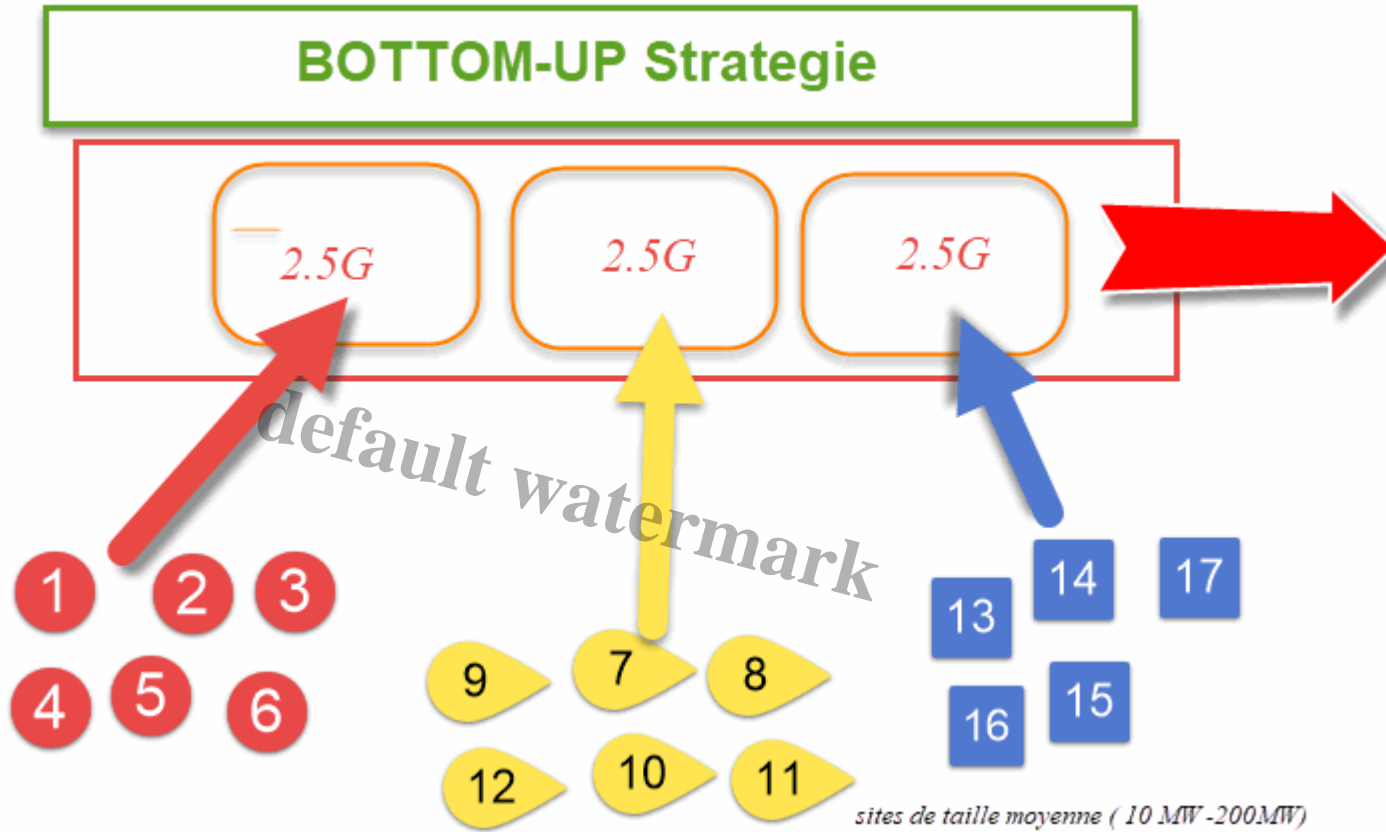 BOTTOM-UP Strategie
2.5G
2.5G
2.5G
default watermark
1
2
3
4
5
6
9
7
8
12
10
11
13
14
17
16
15
sites de taille moyenne ( 10 MW -200MW)